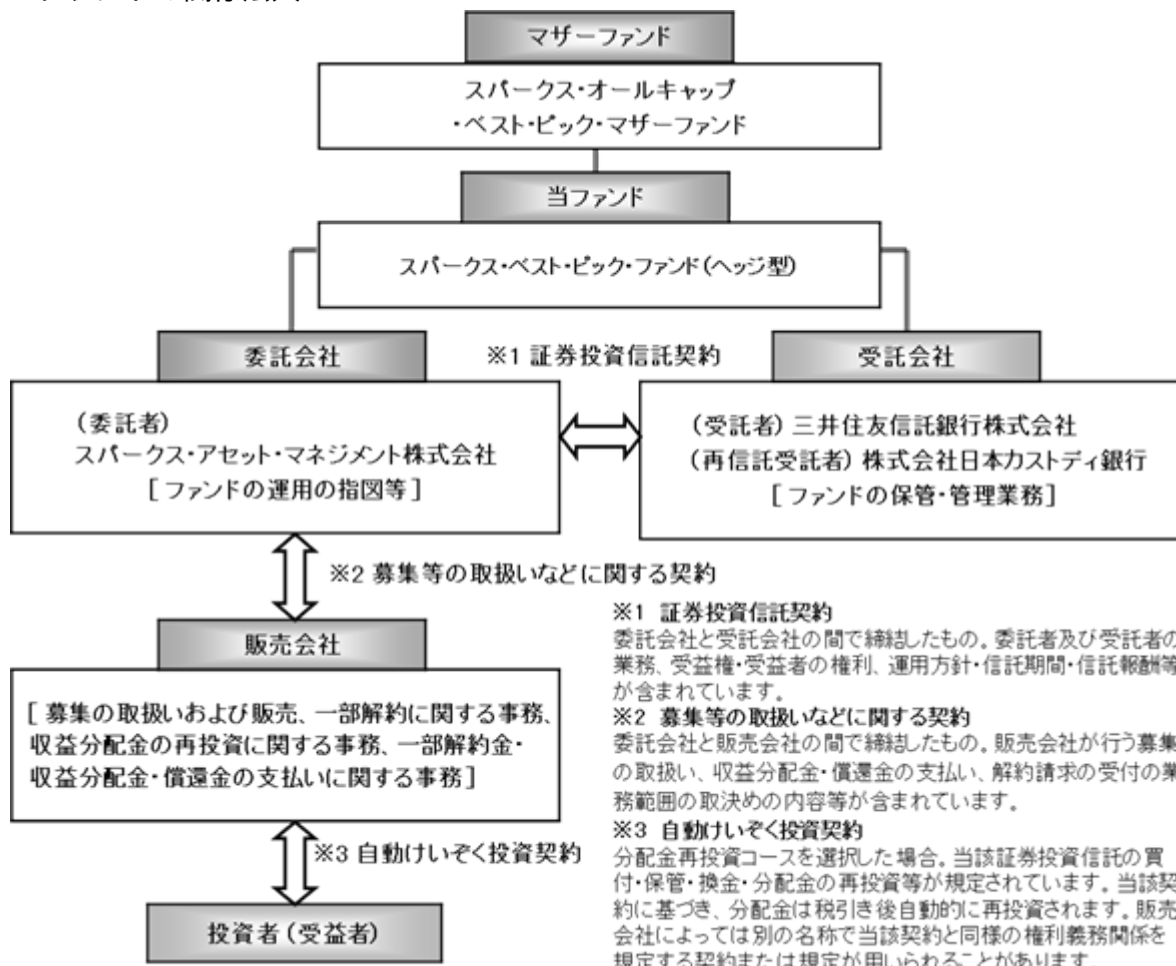 マザーファンド
スパークス・オールキャップ
・ベスト・ピック・マザーファンド
当ファンド
スパークス・ベスト・ピック・ファンド(ヘッジ型)
委託会社
※1 証券投資信託契約
受託会社
(委託者)
スパークス・アセット・マネジメント株式会社
[ファンドの運用の指図等]
(受託者) 三井住友信託銀行株式会社
(再信託受託者) 株式会社日本カストディ銀行
[ファンドの保管・管理業務]
※2 募集等の取扱いなどに関する契約
販売会社
[ 募集の取扱いおよび販売、一部解約に関する事務、
収益分配金の再投資に関する事務、一部解約金・
収益分配金・償還金の支払いに関する事務]
※3 自動けいぞく投資契約
投資者(受益者)
※1 証券投資信託契約
委託会社と受託会社の間で締結したもの。委託者及び受託者の
業務、受益権・受益者の権利、運用方針・信託期間・信託報酬等
が含まれています。
※2 募集等の取扱いなどに関する契約
委託会社と販売会社の間で締結したもの。販売会社が行う募集
の取扱い、収益分配金・償還金の支払い、解約請求の受付の業
務範囲の取決めの内容等が含まれています。
※3 自動けいぞく投資契約
分配金再投資コースを選択した場合。当該証券投資信託の買
付・保管・換金・分配金の再投資等が規定されています。当該契
約に基づき、分配金は税引き後自動的に再投資されます。販売
会社によっては別の名称で当該契約と同様の権利義務関係を
規定する契約または規定が用いられることがあります。